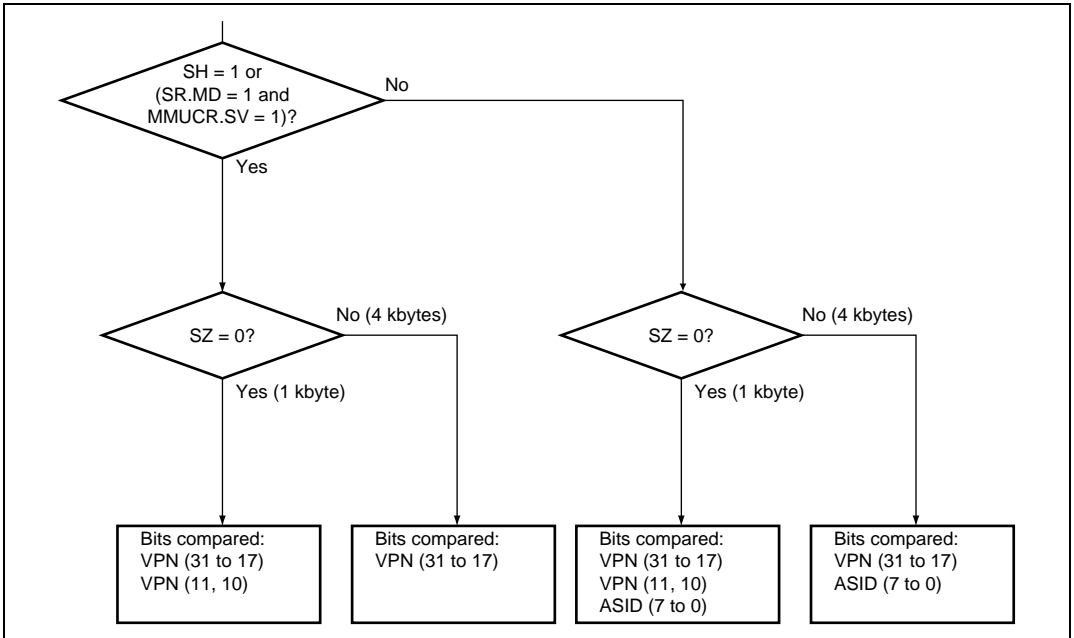 SH = 1 or
(SR.MD = 1 and
MMUCR.SV = 1)?
No
Yes
SZ = 0?
No (4 kbytes)
Yes (1 kbyte)
SZ = 0?
No (4 kbytes)
Yes (1 kbyte)
Bits compared:
VPN (31 to 17)
VPN (11, 10)
Bits compared:
VPN (31 to 17)
Bits compared:
VPN (31 to 17)
VPN (11, 10)
ASID (7 to 0)
Bits compared:
VPN (31 to 17)
ASID (7 to 0)